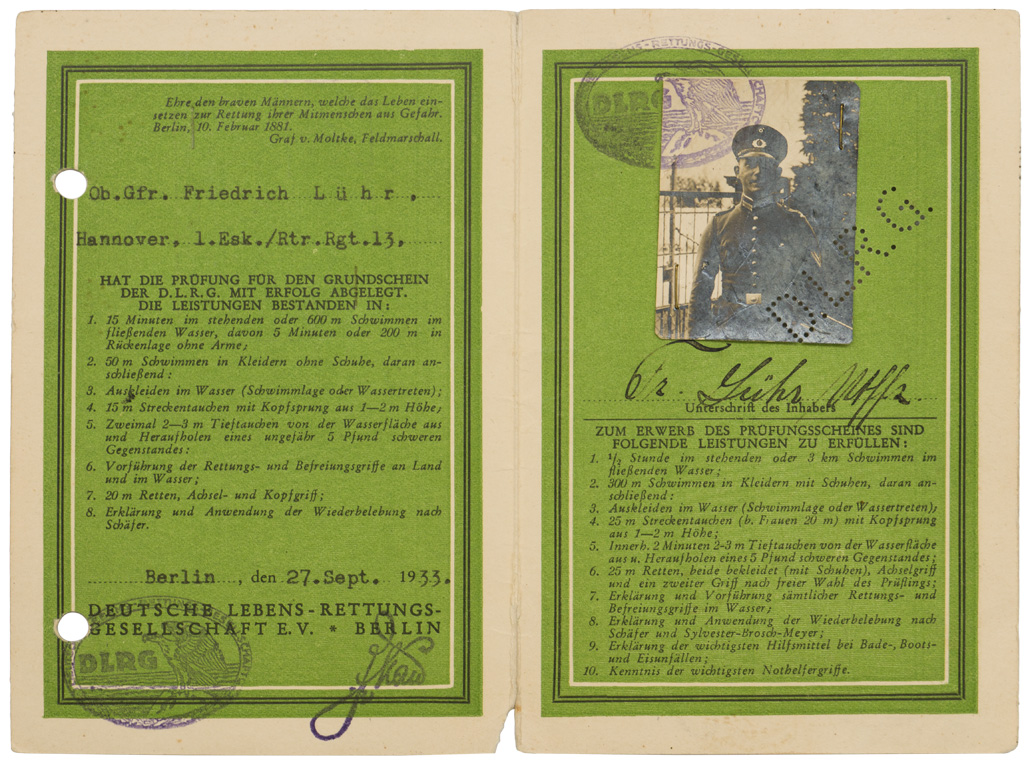 Ehre den braven Männern, welche das Leben ein-
setzen zur Rettung ihrer Mitmenschen aus Gefahr.
Berlin, 10. Februar 1881.
Graf v. Moltke, Feldmarschall.
Ob.Gfr. Friedrich L ü h r ,
Hannover, 1.Esk./Rtr.Rgt.13,
HAT DIE PRÜFUNG FÜR DEN GRUNDSCHEIN
DER D.L.R.G. MIT ERFOLG ABGELEGT.
DIE LEISTUNGEN BESTANDEN IN:
1. 15 Minuten im stehenden oder 600 m Schwimmen im
fließenden Wasser, davon 5 Minuten oder 200 m in
Rückenlage ohne Arme;
2. 50 m Schwimmen in Kleidern ohne Schuhe, daran an-
schließend:
3. Auskleiden im Wasser (Schwimmlage oder Wassertreten);
4. 15 m Streckentauchen mit Kopfsprung aus 1—2 m Höhe;
5. Zweimal 2—3 m Tieftauchen von der Wasserfläche aus
und Heraufholen eines ungefähr 5 Pfund schweren
Gegenstandes:
6. Vorführung der Rettungs- und Befreiungsgriffe an Land
und im Wasser;
7. 20 m Retten, Achsel- und Kopfgriff;
8. Erklärung und Anwendung der Wiederbelebung nach
Schäfer.
Berlin, den 27.Sept. 1933.
DEUTSCHE LEBENS-RETTUNGS-
GESELLSCHAFT E.V. * BERLIN
DLRG
LEBENS-RETTUNGS-GESELLSCHAFT
DLRG
D.L.R.G
Lühr
Unterschrift des Inhabers
ZUM ERWERB DES PRÜFUNGSSCHEINES SIND
FOLGENDE LEISTUNGEN ZU ERFÜLLEN:
1. 1/2 Stunde im stehenden oder 3 km Schwimmen im
fließenden Wasser;
2. 300 m Schwimmen in Kleidern mit Schuhen, daran an-
schließend:
3. Auskleiden im Wasser (Schwimmlage oder Wassertreten);
4. 25 m Streckentauchen (b. Frauen 20 m) mit Kopfsprung
aus 1—2 m Höhe;
5. Innerh. 2 Minuten 2-3 m Tieftauchen von der Wasserfläche
aus u. Heraufholen eines 5 Pfund schweren Gegenstandes;
6. 25 m Retten, beide bekleidet (mit Schuhen), Achselgriff
und ein zweiter Griff nach freier Wahl des Prüflings;
7. Erklärung und Vorführung sämtlicher Rettungs- und
Befreiungsgriffe im Wasser;
8. Erklärung und Anwendung der Wiederbelebung nach
Schäfer und Sylvester-Brosch-Meyer;
9. Erklärung der wichtigsten Hilfsmittel bei Bade-, Boots-
und Eisunfällen;
10. Kenntnis der wichtigsten Nothelfergriffe.